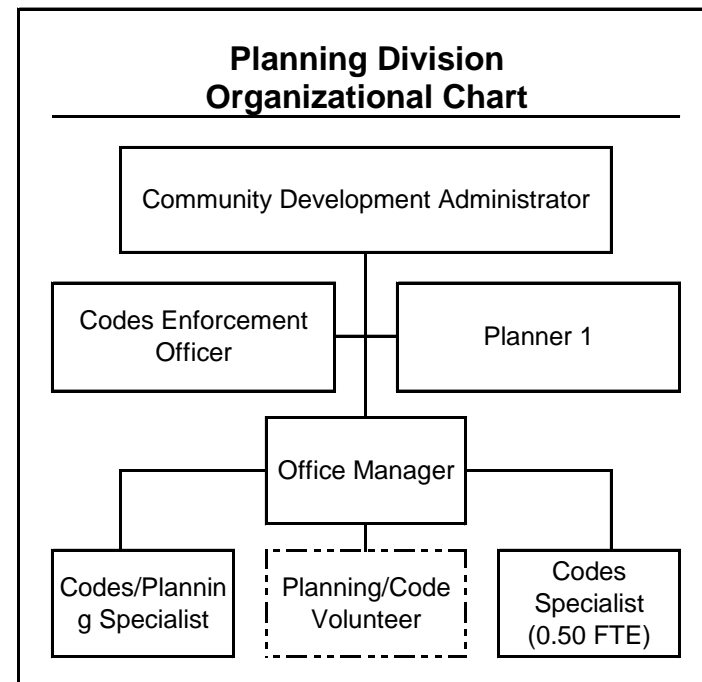 Planning Division
Organizational Chart
Community Development Administrator
Codes Enforcement
Officer
Planner 1
Office Manager
Codes/Plannin
g Specialist
Planning/Code
Volunteer
Codes
Specialist
(0.50 FTE)